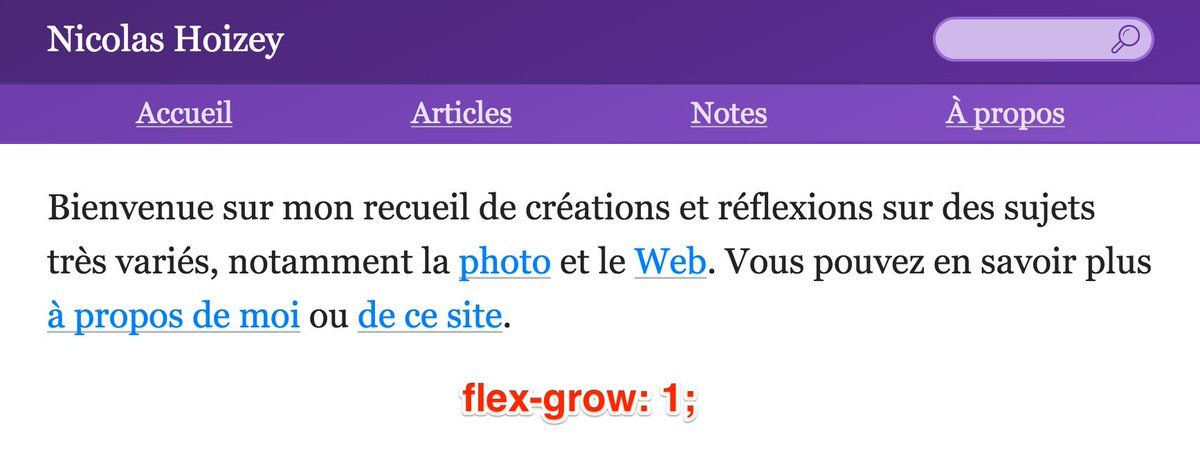 Nicolas Hoizey
Accueil Articles Notes À propos
Bienvenue sur mon recueil de créations et réflexions sur des sujets
très variés, notamment la photo et le Web. Vous pouvez en savoir plus
à propos de moi ou de ce site.
flex-grow: 1;